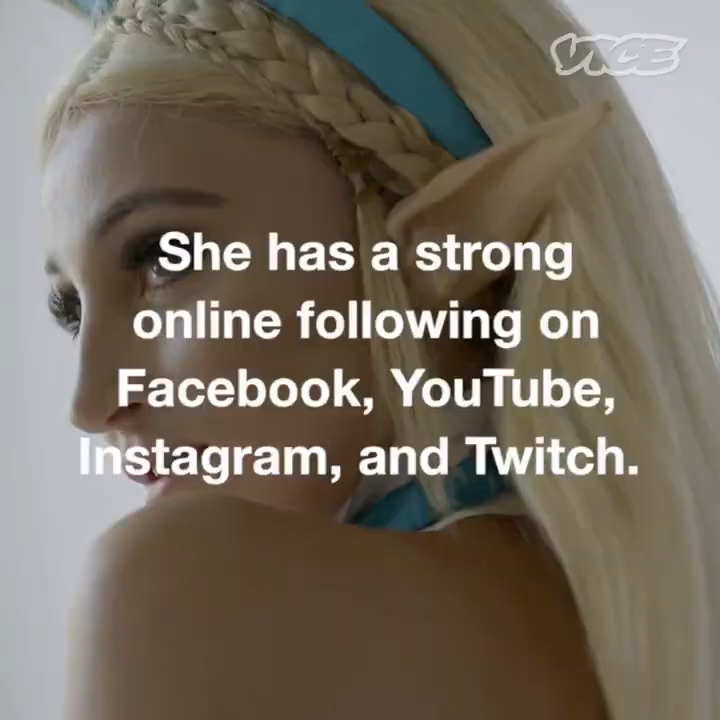 VICE
She has a strong
online following on
Facebook, YouTube,
Instagram, and Twitch.